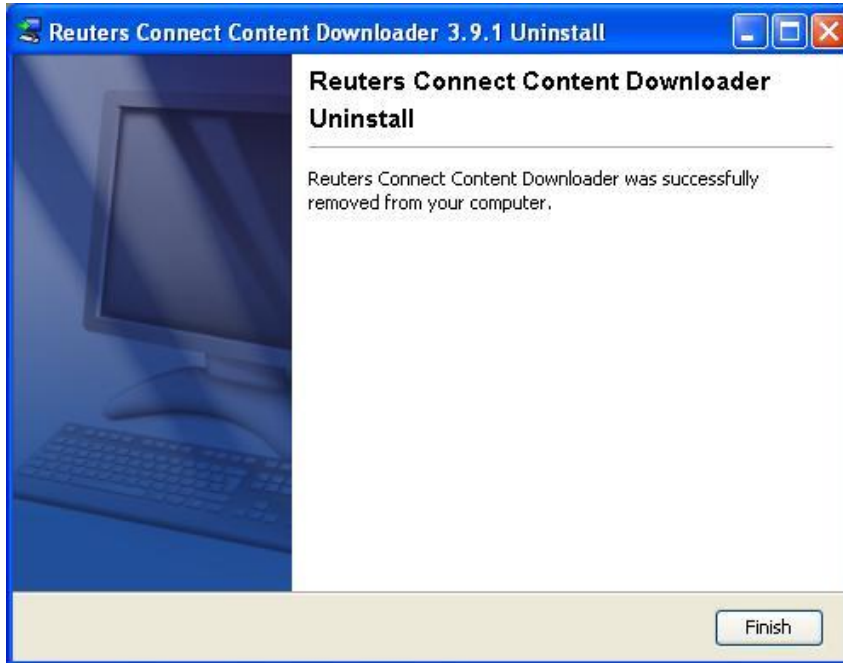 Reuters Connect Content Downloader 3.9.1 Uninstall
Reuters Connect Content Downloader
Uninstall
Reuters Connect Content Downloader was successfully
removed from your computer.
Finish